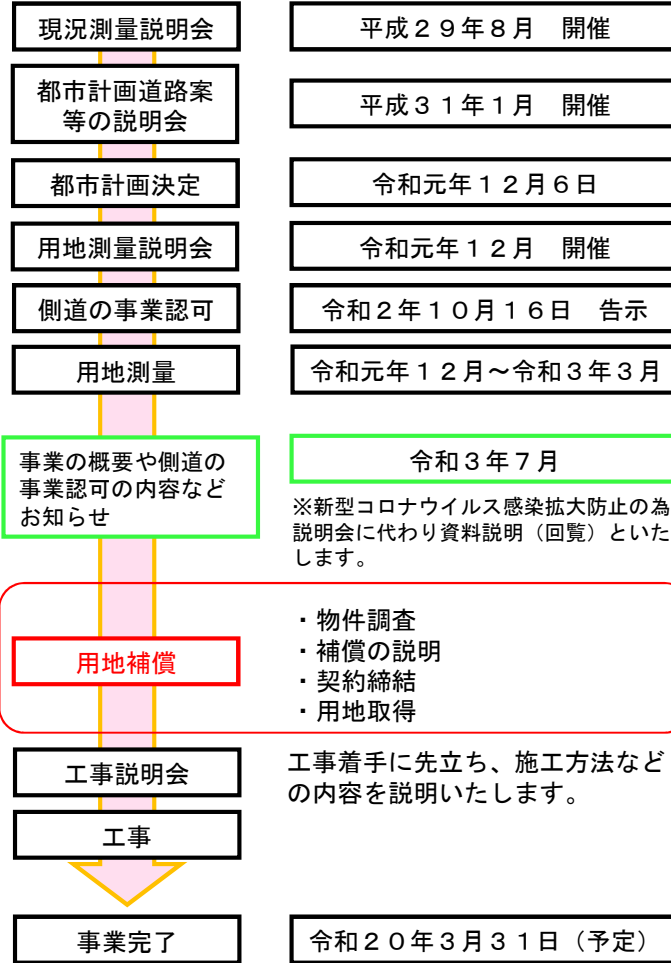 現況測量説明会
平成２９年８月　開催
都市計画道路案
等の説明会
平成３１年１月　開催
都市計画決定
令和元年１２月６日
用地測量説明会
令和元年１２月　開催
側道の事業認可
令和２年１０月１６日　告示
用地測量
令和元年１２月～令和３年３月
事業の概要や側道の
事業認可の内容など
お知らせ
令和３年７月
※新型コロナウイルス感染拡大防止の為
説明会に代わり資料説明（回覧）といた
します。
用地補償
・物件調査
・補償の説明
・契約締結
・用地取得
工事説明会
工事着手に先立ち、施工方法など
の内容を説明いたします。
工事
事業完了
令和２０年３月３１日（予定）